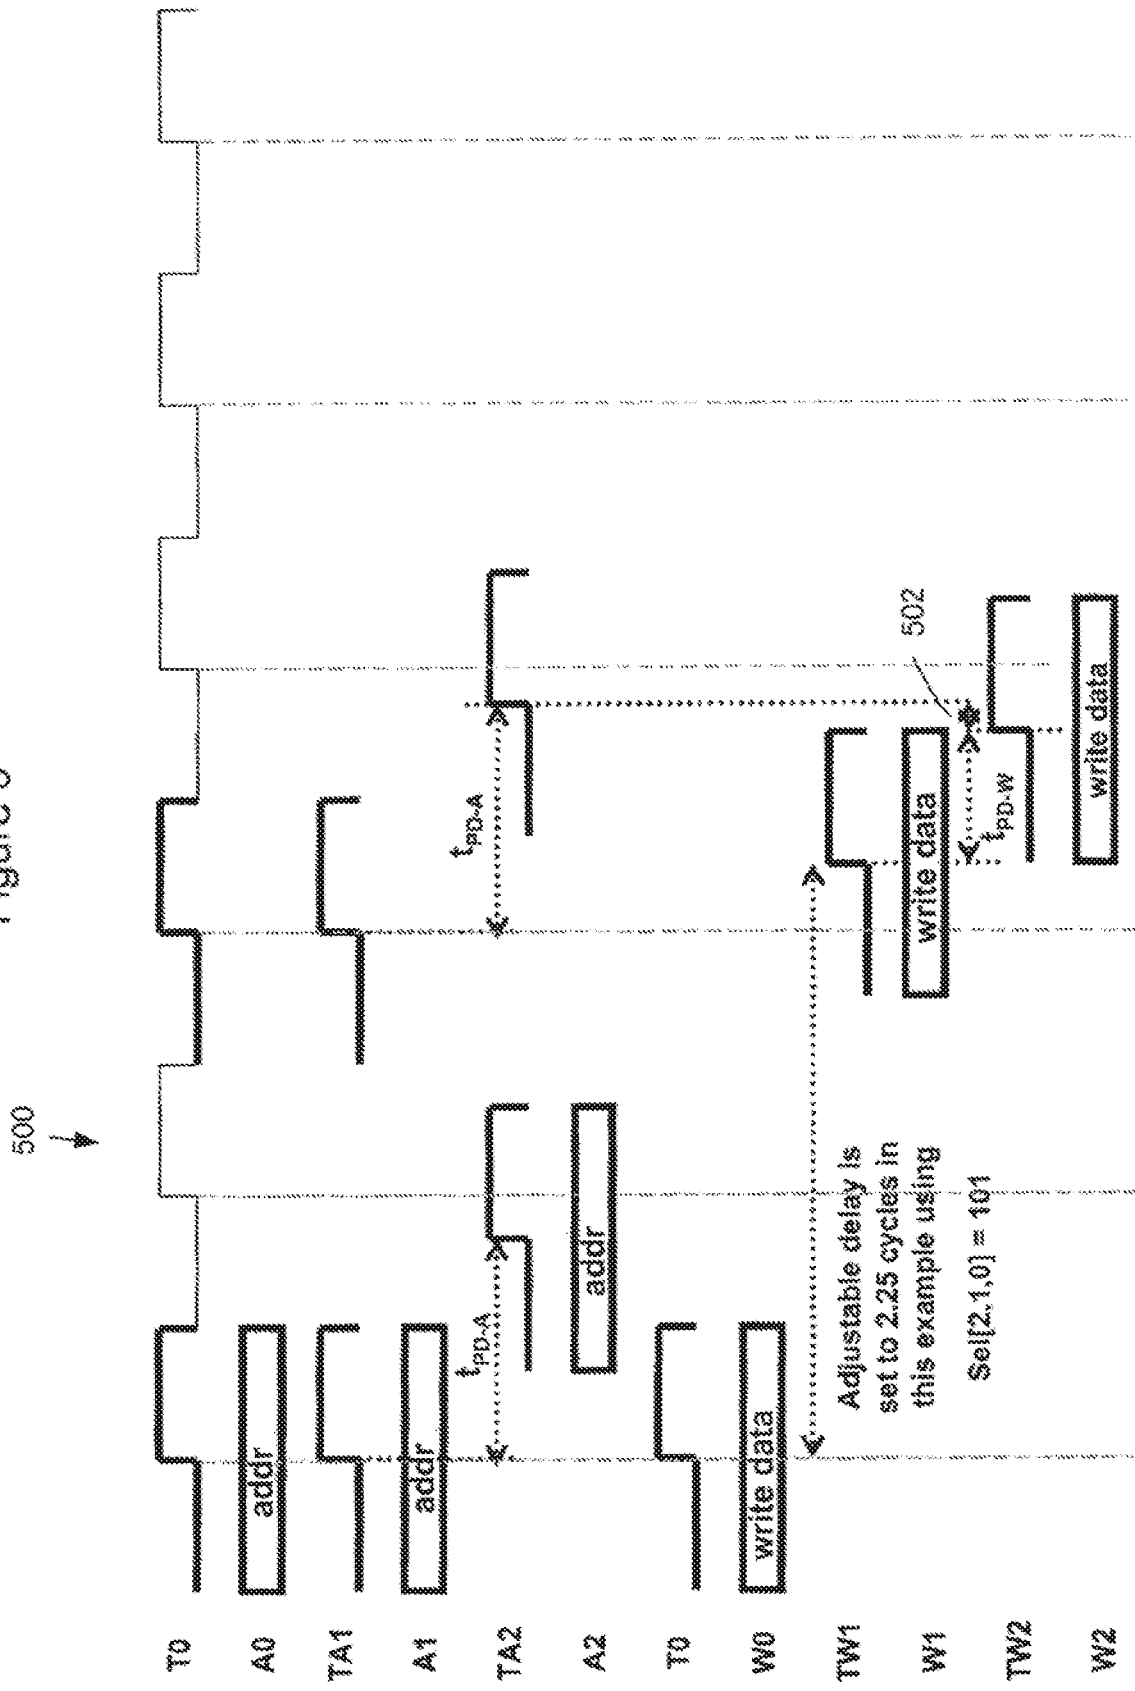 500
T0
A0
addr
TA1
A1
addr
TA2
tPD-A
tPD-A
A2
addr
T0
W0
write data
TW1
Adjustable delay is
set to 2.25 cycles in
this example using
Sel[2,1,0] = 101
W1
write data
502
tPD-W
TW2
W2
write data